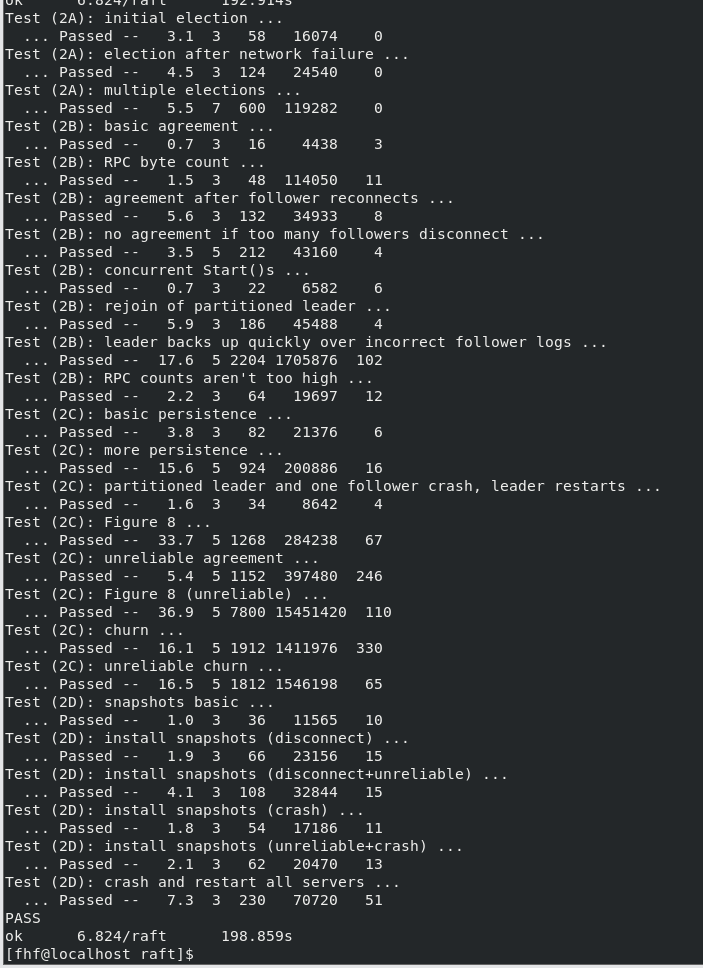 ok      6.824/raft      192.914s
Test (2A): initial election ...
  ... Passed --   3.1  3   58   16074    0
Test (2A): election after network failure ...
  ... Passed --   4.5  3  124   24540    0
Test (2A): multiple elections ...
  ... Passed --   5.5  7  600  119282    0
Test (2B): basic agreement ...
  ... Passed --   0.7  3   16    4438    3
Test (2B): RPC byte count ...
  ... Passed --   1.5  3   48  114050   11
Test (2B): agreement after follower reconnects ...
  ... Passed --   5.6  3  132   34933    8
Test (2B): no agreement if too many followers disconnect ...
  ... Passed --   3.5  5  212   43160    4
Test (2B): concurrent Start()s ...
  ... Passed --   0.7  3   22    6582    6
Test (2B): rejoin of partitioned leader ...
  ... Passed --   5.9  3  186   45488    4
Test (2B): leader backs up quickly over incorrect follower logs ...
  ... Passed --  17.6  5 2204 1705876  102
Test (2B): RPC counts aren't too high ...
  ... Passed --   2.2  3   64   19697   12
Test (2C): basic persistence ...
  ... Passed --   3.8  3   82   21376    6
Test (2C): more persistence ...
  ... Passed --  15.6  5  924  200886   16
Test (2C): partitioned leader and one follower crash, leader restarts ...
  ... Passed --   1.6  3   34    8642    4
Test (2C): Figure 8 ...
  ... Passed --  33.7  5 1268  284238   67
Test (2C): unreliable agreement ...
  ... Passed --   5.4  5 1152  397480  246
Test (2C): Figure 8 (unreliable) ...
  ... Passed --  36.9  5 7800 15451420  110
Test (2C): churn ...
  ... Passed --  16.1  5 1912 1411976  330
Test (2C): unreliable churn ...
  ... Passed --  16.5  5 1812 1546198   65
Test (2D): snapshots basic ...
  ... Passed --   1.0  3   36   11565   10
Test (2D): install snapshots (disconnect) ...
  ... Passed --   1.9  3   66   23156   15
Test (2D): install snapshots (disconnect+unreliable) ...
  ... Passed --   4.1  3  108   32844   15
Test (2D): install snapshots (crash) ...
  ... Passed --   1.8  3   54   17186   11
Test (2D): install snapshots (unreliable+crash) ...
  ... Passed --   2.1  3   62   20470   13
Test (2D): crash and restart all servers ...
  ... Passed --   7.3  3  230   70720   51
PASS
ok      6.824/raft      198.859s
[fhf@localhost raft]$